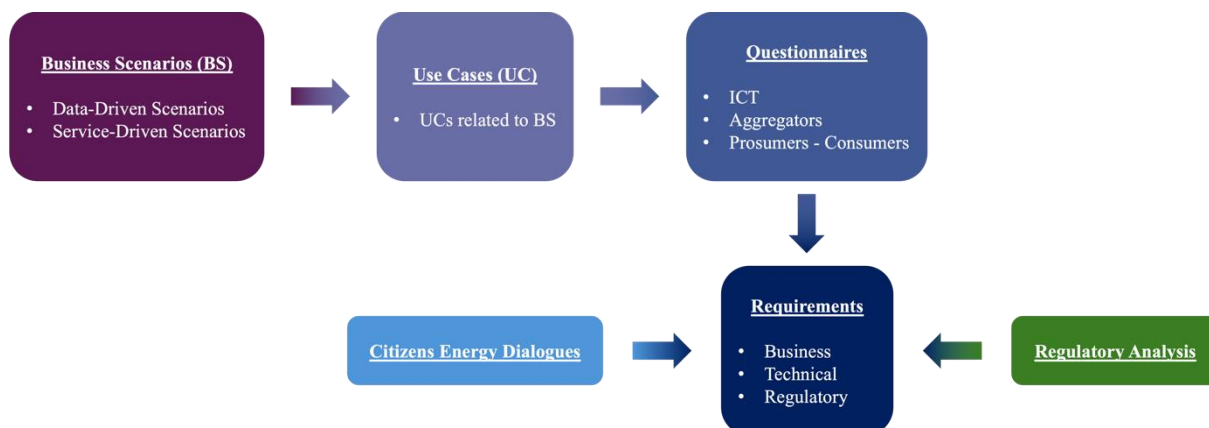 Business Scenarios (BS)
• Data-Driven Scenarios
• Service-Driven Scenarios
Use Cases (UC)
• UCs related to BS
Questionnaires
• ICT
• Aggregators
• Prosumers - Consumers
Citizens Energy Dialogues
Requirements
• Business
• Technical
• Regulatory
Regulatory Analysis